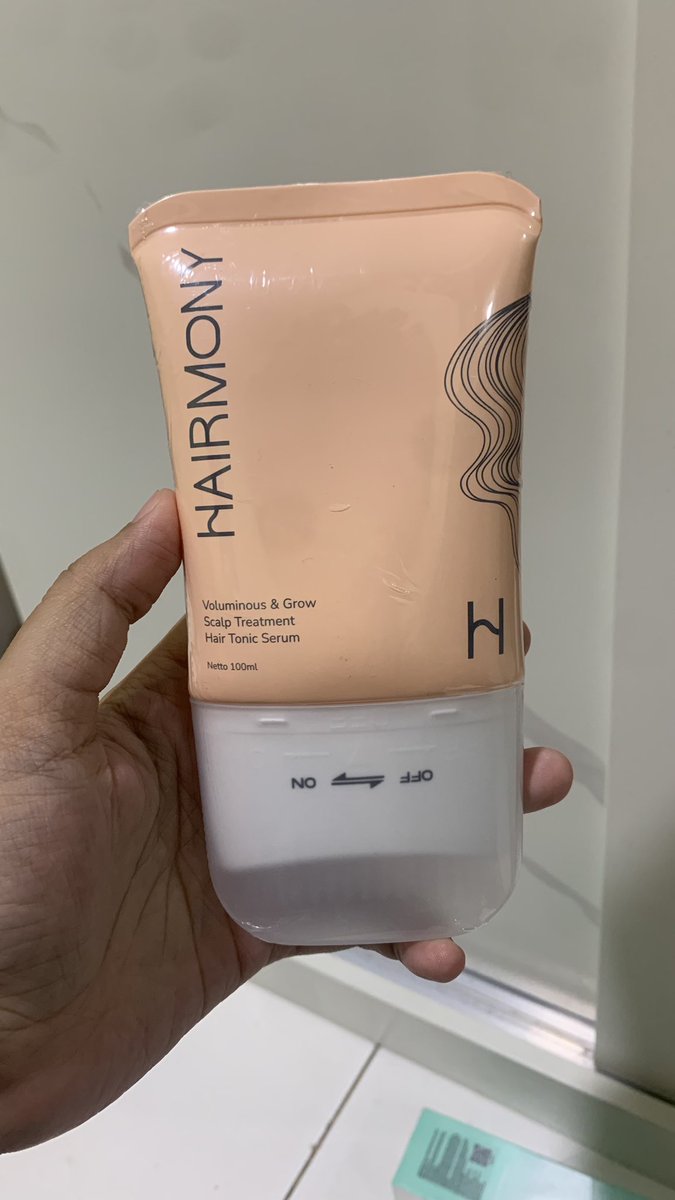 HAIRMONY
Voluminous & Grow
Scalp Treatment
Hair Tonic Serum
Netto 100ml
H
OFF ON